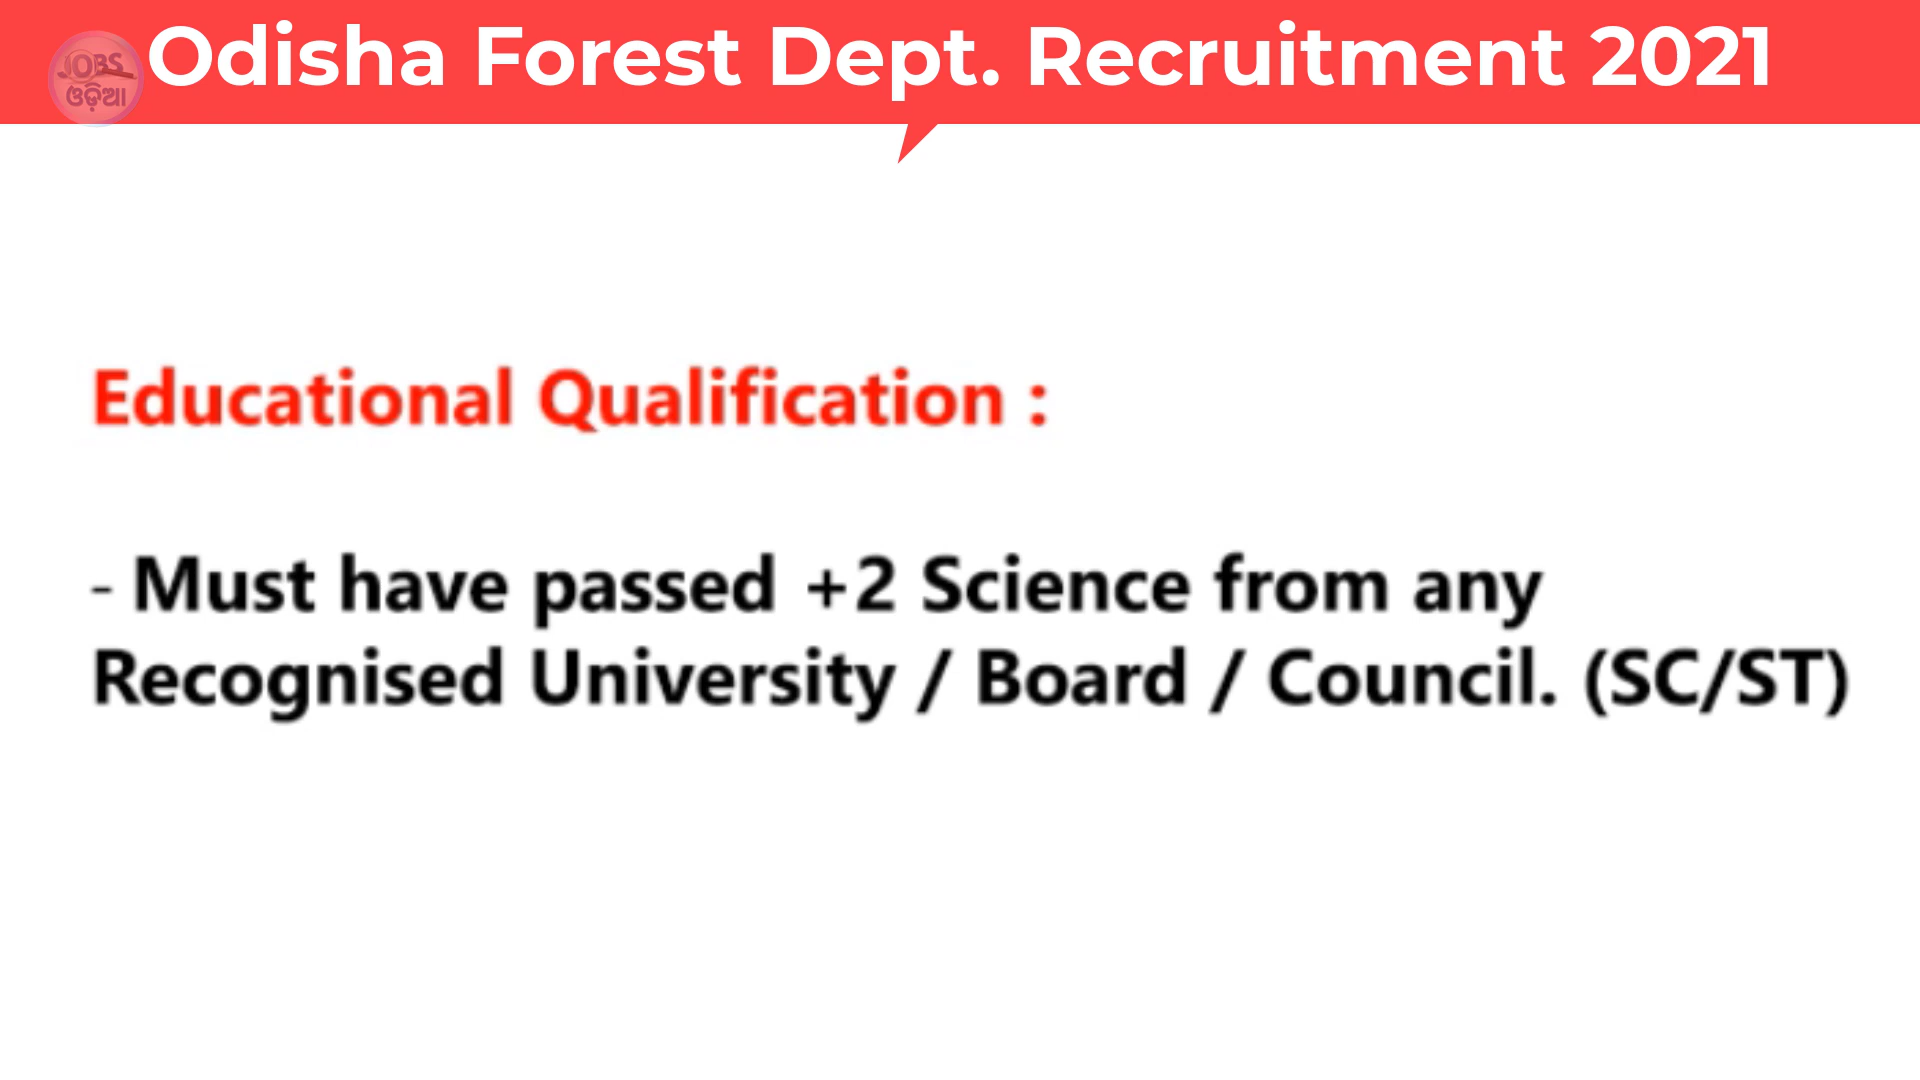 Odisha Forest Dept. Recruitment 2021
JOBS
ଓଡ଼ିଆ
Educational Qualification :
- Must have passed +2 Science from any
Recognised University / Board / Council. (SC/ST)